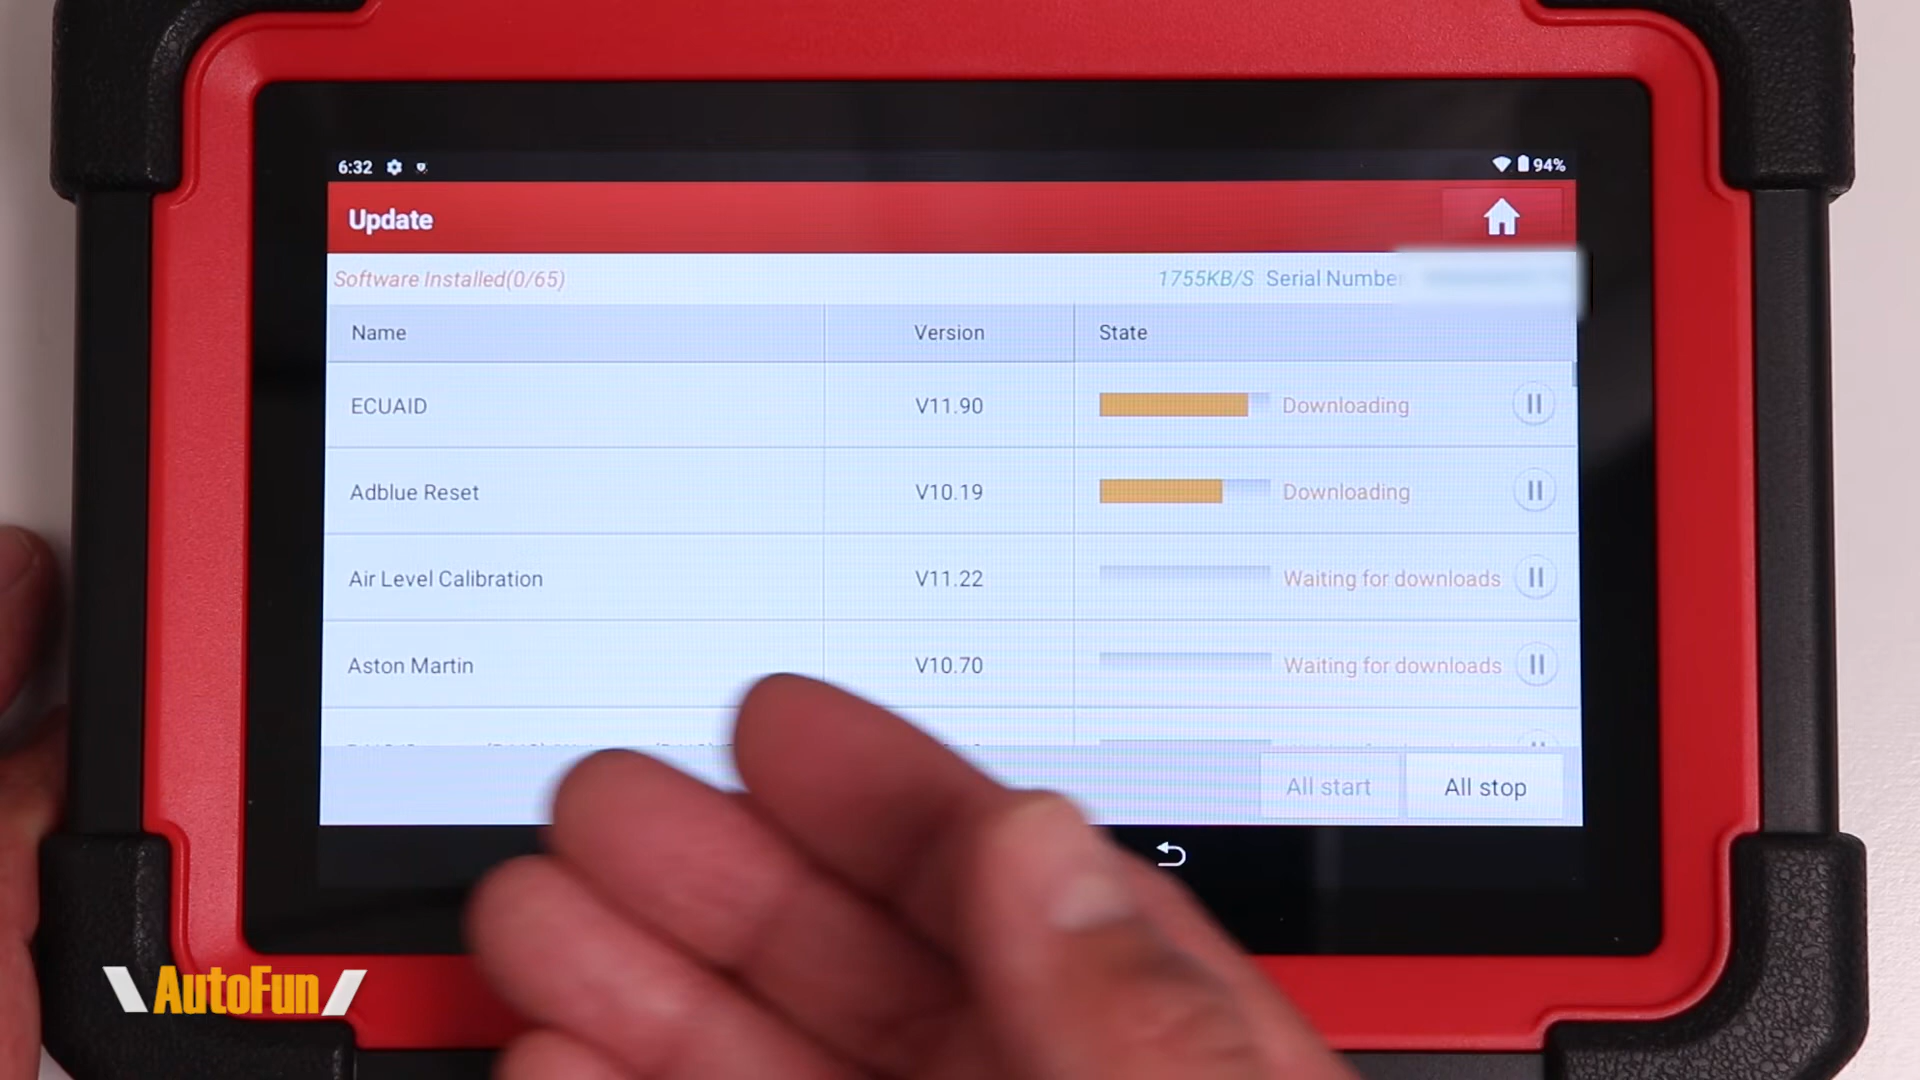 6:32 94%
Update
Software Installed(0/65) 1755KB/S Serial Number
Name Version State
ECUAID V11.90 Downloading
Adblue Reset V10.19 Downloading
Air Level Calibration V11.22 Waiting for downloads
Aston Martin V10.70 Waiting for downloads
All start All stop
AutoFun